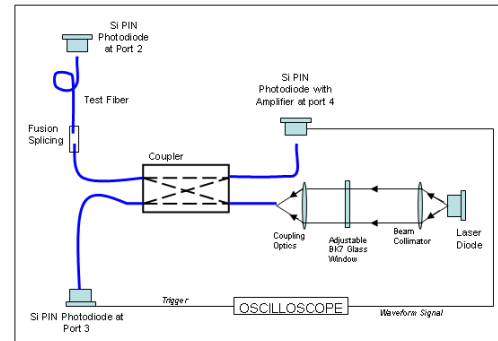 Si PIN
Photodiode
at Port 2
Test Fiber
Fusion
Splicing
Coupler
Si PIN
Photodiode with
Amplifier at port 4
Coupling
Optics
Adjustable
BK7 Glass
Window
Beam
Collimator
Laser
Diode
Si PIN Photodiode at
Port 3
Trigger
OSCILLOSCOPE
Waveform Signal